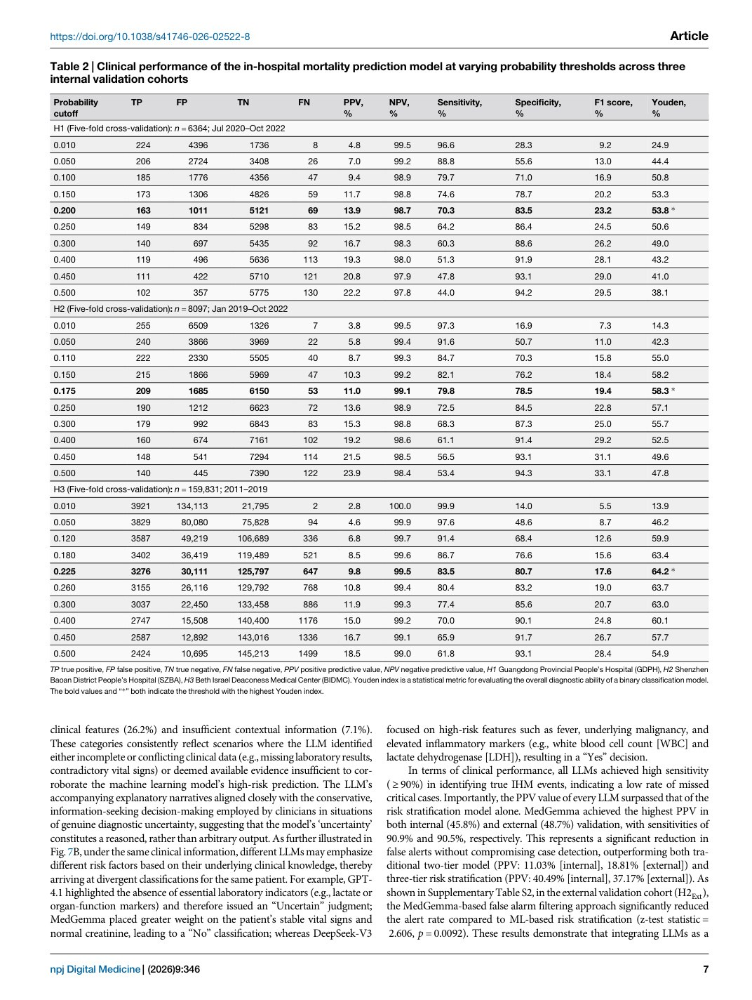 https://doi.org/10.1038/s41746-026-02522-8 Article
Table 2 | Clinical performance of the in-hospital mortality prediction model at varying probability thresholds across three
internal validation cohorts
Probability cutoff TP FP TN FN PPV, % NPV, % Sensitivity, % Specificity, % F1 score, % Youden, %
H1 (Five-fold cross-validation): n = 6364; Jul 2020–Oct 2022
0.010 224 4396 1736 8 4.8 99.5 96.6 28.3 9.2 24.9
0.050 206 2724 3408 26 7.0 99.2 88.8 55.6 13.0 44.4
0.100 185 1776 4356 47 9.4 98.9 79.7 71.0 16.9 50.8
0.150 173 1306 4826 59 11.7 98.8 74.6 78.7 20.2 53.3
0.200 163 1011 5121 69 13.9 98.7 70.3 83.5 23.2 53.8 *
0.250 149 834 5298 83 15.2 98.5 64.2 86.4 24.5 50.6
0.300 140 697 5435 92 16.7 98.3 60.3 88.6 26.2 49.0
0.400 119 496 5636 113 19.3 98.0 51.3 91.9 28.1 43.2
0.450 111 422 5710 121 20.8 97.9 47.8 93.1 29.0 41.0
0.500 102 357 5775 130 22.2 97.8 44.0 94.2 29.5 38.1
H2 (Five-fold cross-validation): n = 8097; Jan 2019–Oct 2022
0.010 255 6509 1326 7 3.8 99.5 97.3 16.9 7.3 14.3
0.050 240 3866 3969 22 5.8 99.4 91.6 50.7 11.0 42.3
0.110 222 2330 5505 40 8.7 99.3 84.7 70.3 15.8 55.0
0.150 215 1866 5969 47 10.3 99.2 82.1 76.2 18.4 58.2
0.175 209 1685 6150 53 11.0 99.1 79.8 78.5 19.4 58.3 *
0.250 190 1212 6623 72 13.6 98.9 72.5 84.5 22.8 57.1
0.300 179 992 6843 83 15.3 98.8 68.3 87.3 25.0 55.7
0.400 160 674 7161 102 19.2 98.6 61.1 91.4 29.2 52.5
0.450 148 541 7294 114 21.5 98.5 56.5 93.1 31.1 49.6
0.500 140 445 7390 122 23.9 98.4 53.4 94.3 33.1 47.8
H3 (Five-fold cross-validation): n = 159,831; 2011–2019
0.010 3921 134,113 21,795 2 2.8 100.0 99.9 14.0 5.5 13.9
0.050 3829 80,080 75,828 94 4.6 99.9 97.6 48.6 8.7 46.2
0.120 3587 49,219 106,689 336 6.8 99.7 91.4 68.4 12.6 59.9
0.180 3402 36,419 119,489 521 8.5 99.6 86.7 76.6 15.6 63.4
0.225 3276 30,111 125,797 647 9.8 99.5 83.5 80.7 17.6 64.2 *
0.260 3155 26,116 129,792 768 10.8 99.4 80.4 83.2 19.0 63.7
0.300 3037 22,450 133,458 886 11.9 99.3 77.4 85.6 20.7 63.0
0.400 2747 15,508 140,400 1176 15.0 99.2 70.0 90.1 24.8 60.1
0.450 2587 12,892 143,016 1336 16.7 99.1 65.9 91.7 26.7 57.7
0.500 2424 10,695 145,213 1499 18.5 99.0 61.8 93.1 28.4 54.9
TP true positive, FP false positive, TN true negative, FN false negative, PPV positive predictive value, NPV negative predictive value, H1 Guangdong Provincial People's Hospital (GDPH), H2 Shenzhen
Baoan District People's Hospital (SZBA), H3 Beth Israel Deaconess Medical Center (BIDMC). Youden index is a statistical metric for evaluating the overall diagnostic ability of a binary classification model.
The bold values and "*" both indicate the threshold with the highest Youden index.
clinical features (26.2%) and insufficient contextual information (7.1%).
These categories consistently reflect scenarios where the LLM identified
either incomplete or conflicting clinical data (e.g., missing laboratory results,
contradictory vital signs) or deemed available evidence insufficient to cor-
roborate the machine learning model's high-risk prediction. The LLM's
accompanying explanatory narratives aligned closely with the conservative,
information-seeking decision-making employed by clinicians in situations
of genuine diagnostic uncertainty, suggesting that the model's 'uncertainty'
constitutes a reasoned, rather than arbitrary output. As further illustrated in
Fig. 7B, under the same clinical information, different LLMs may emphasize
different risk factors based on their underlying clinical knowledge, thereby
arriving at divergent classifications for the same patient. For example, GPT-
4.1 highlighted the absence of essential laboratory indicators (e.g., lactate or
organ-function markers) and therefore issued an "Uncertain" judgment;
MedGemma placed greater weight on the patient's stable vital signs and
normal creatinine, leading to a "No" classification; whereas DeepSeek-V3
focused on high-risk features such as fever, underlying malignancy, and
elevated inflammatory markers (e.g., white blood cell count [WBC] and
lactate dehydrogenase [LDH]), resulting in a "Yes" decision.
In terms of clinical performance, all LLMs achieved high sensitivity
(≥90%) in identifying true IHM events, indicating a low rate of missed
critical cases. Importantly, the PPV value of every LLM surpassed that of the
risk stratification model alone. MedGemma achieved the highest PPV in
both internal (45.8%) and external (48.7%) validation, with sensitivities of
90.9% and 90.5%, respectively. This represents a significant reduction in
false alerts without compromising case detection, outperforming both tra-
ditional two-tier model (PPV: 11.03% [internal], 18.81% [external]) and
three-tier risk stratification (PPV: 40.49% [internal], 37.17% [external]). As
shown in Supplementary Table S2, in the external validation cohort (H2Ext),
the MedGemma-based false alarm filtering approach significantly reduced
the alert rate compared to ML-based risk stratification (z-test statistic =
2.606, p = 0.0092). These results demonstrate that integrating LLMs as a
npj Digital Medicine | (2026)9:346 7